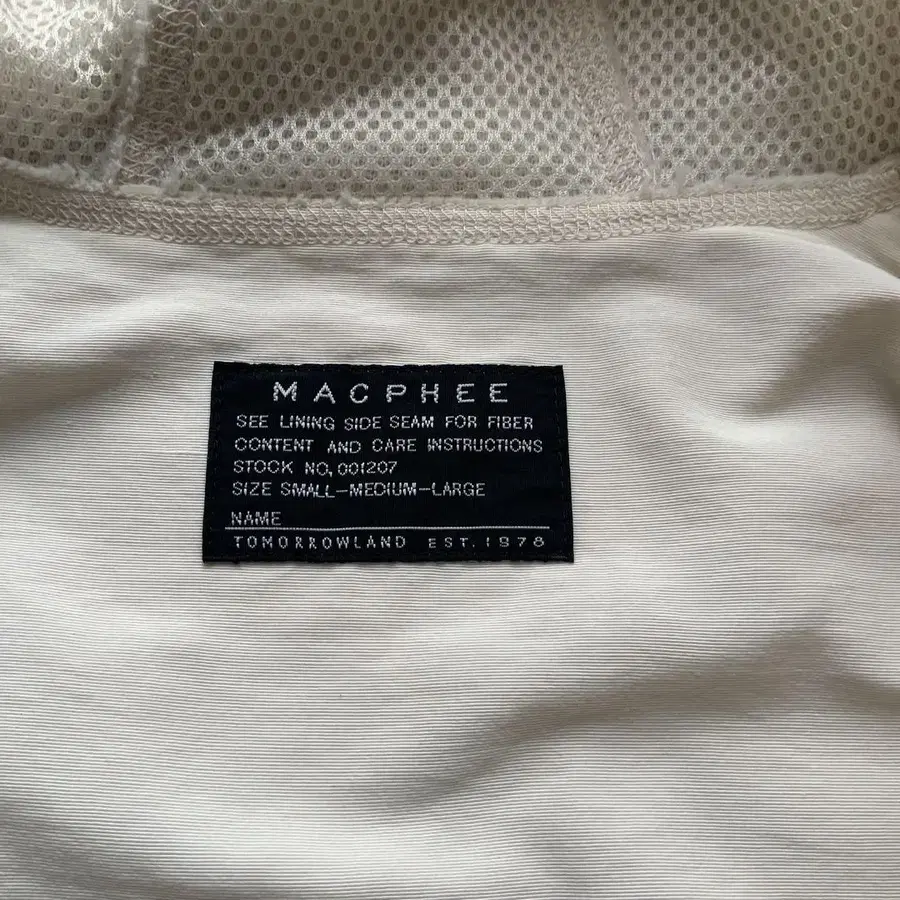 MACPHEE
SEE LINING SIDE SEAM FOR FIBER
CONTENT AND CARE INSTRUCTIONS
STOCK NO, 001207
SIZE SMALL-MEDIUM-LARGE
NAME
TOMORROWLAND EST. 1978